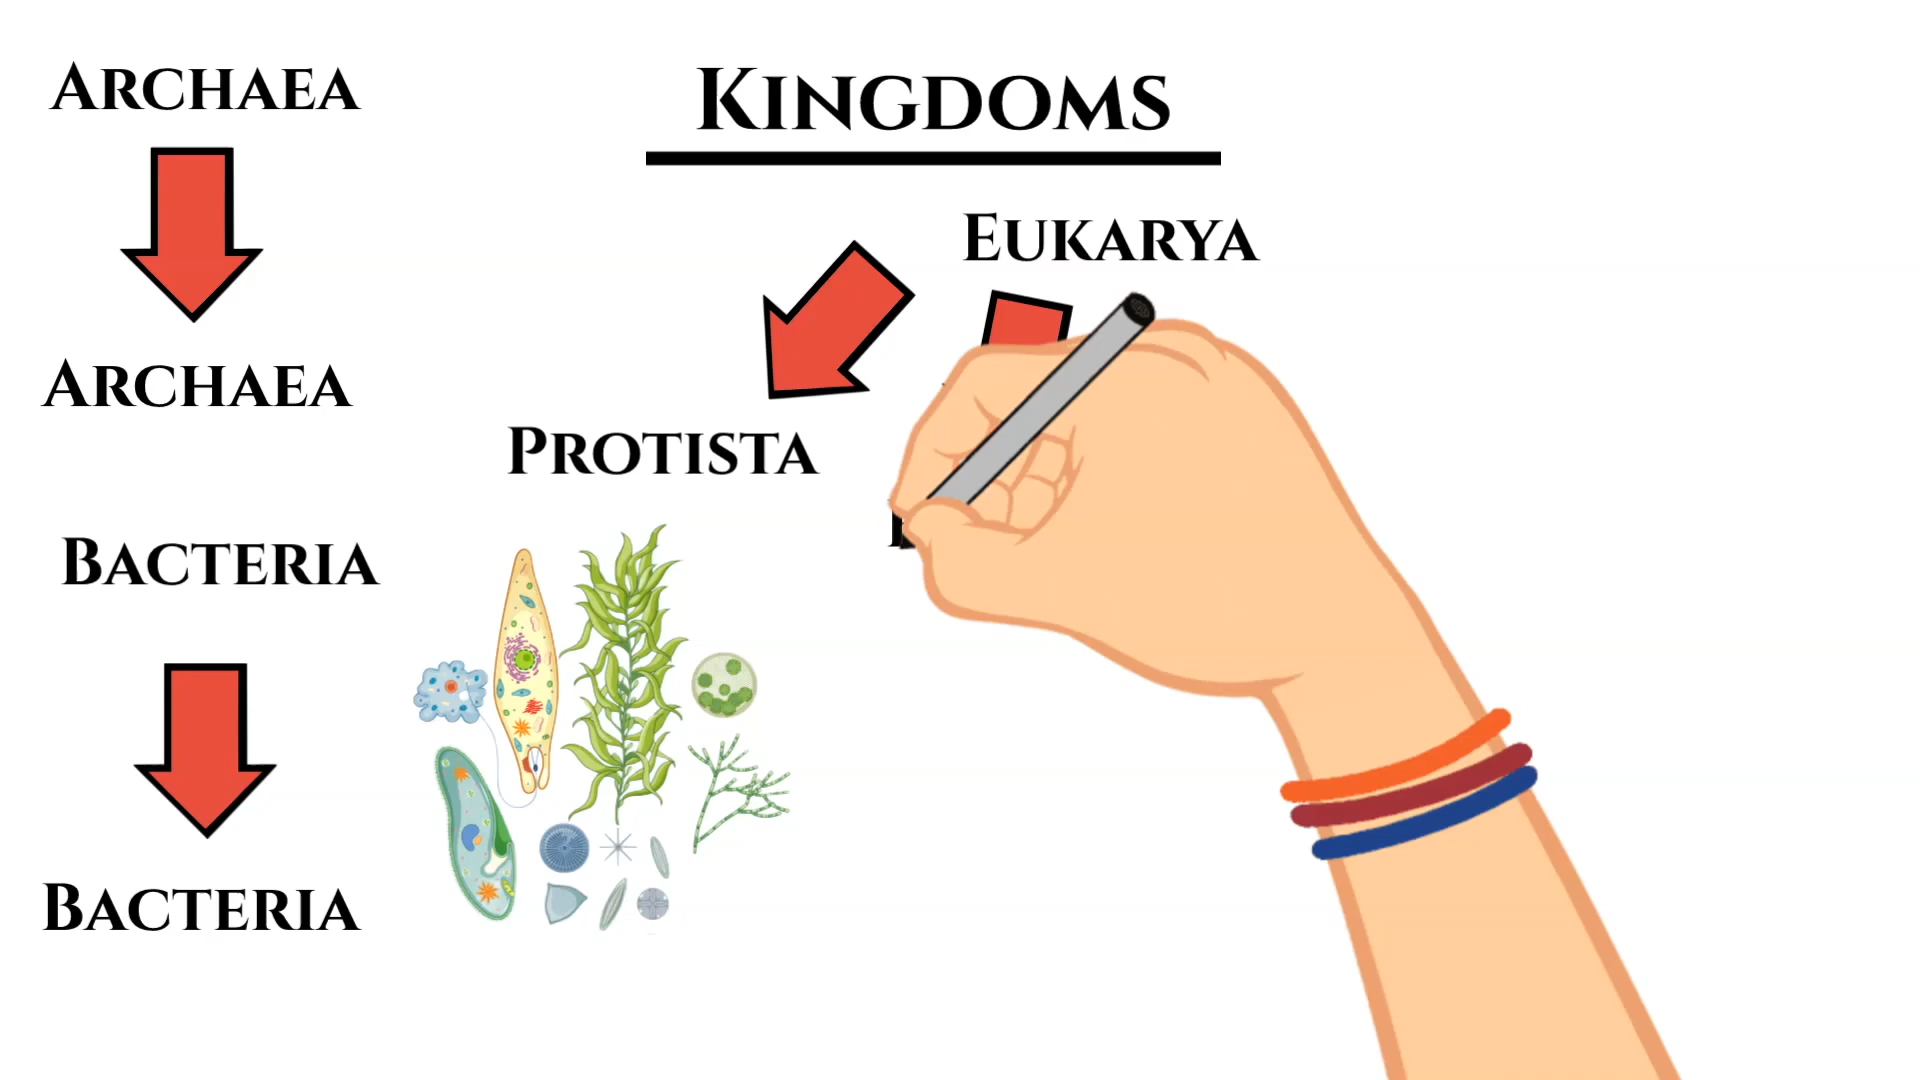 Archaea
Kingdoms
Eukarya
Archaea
Protista
Bacteria
Bacteria